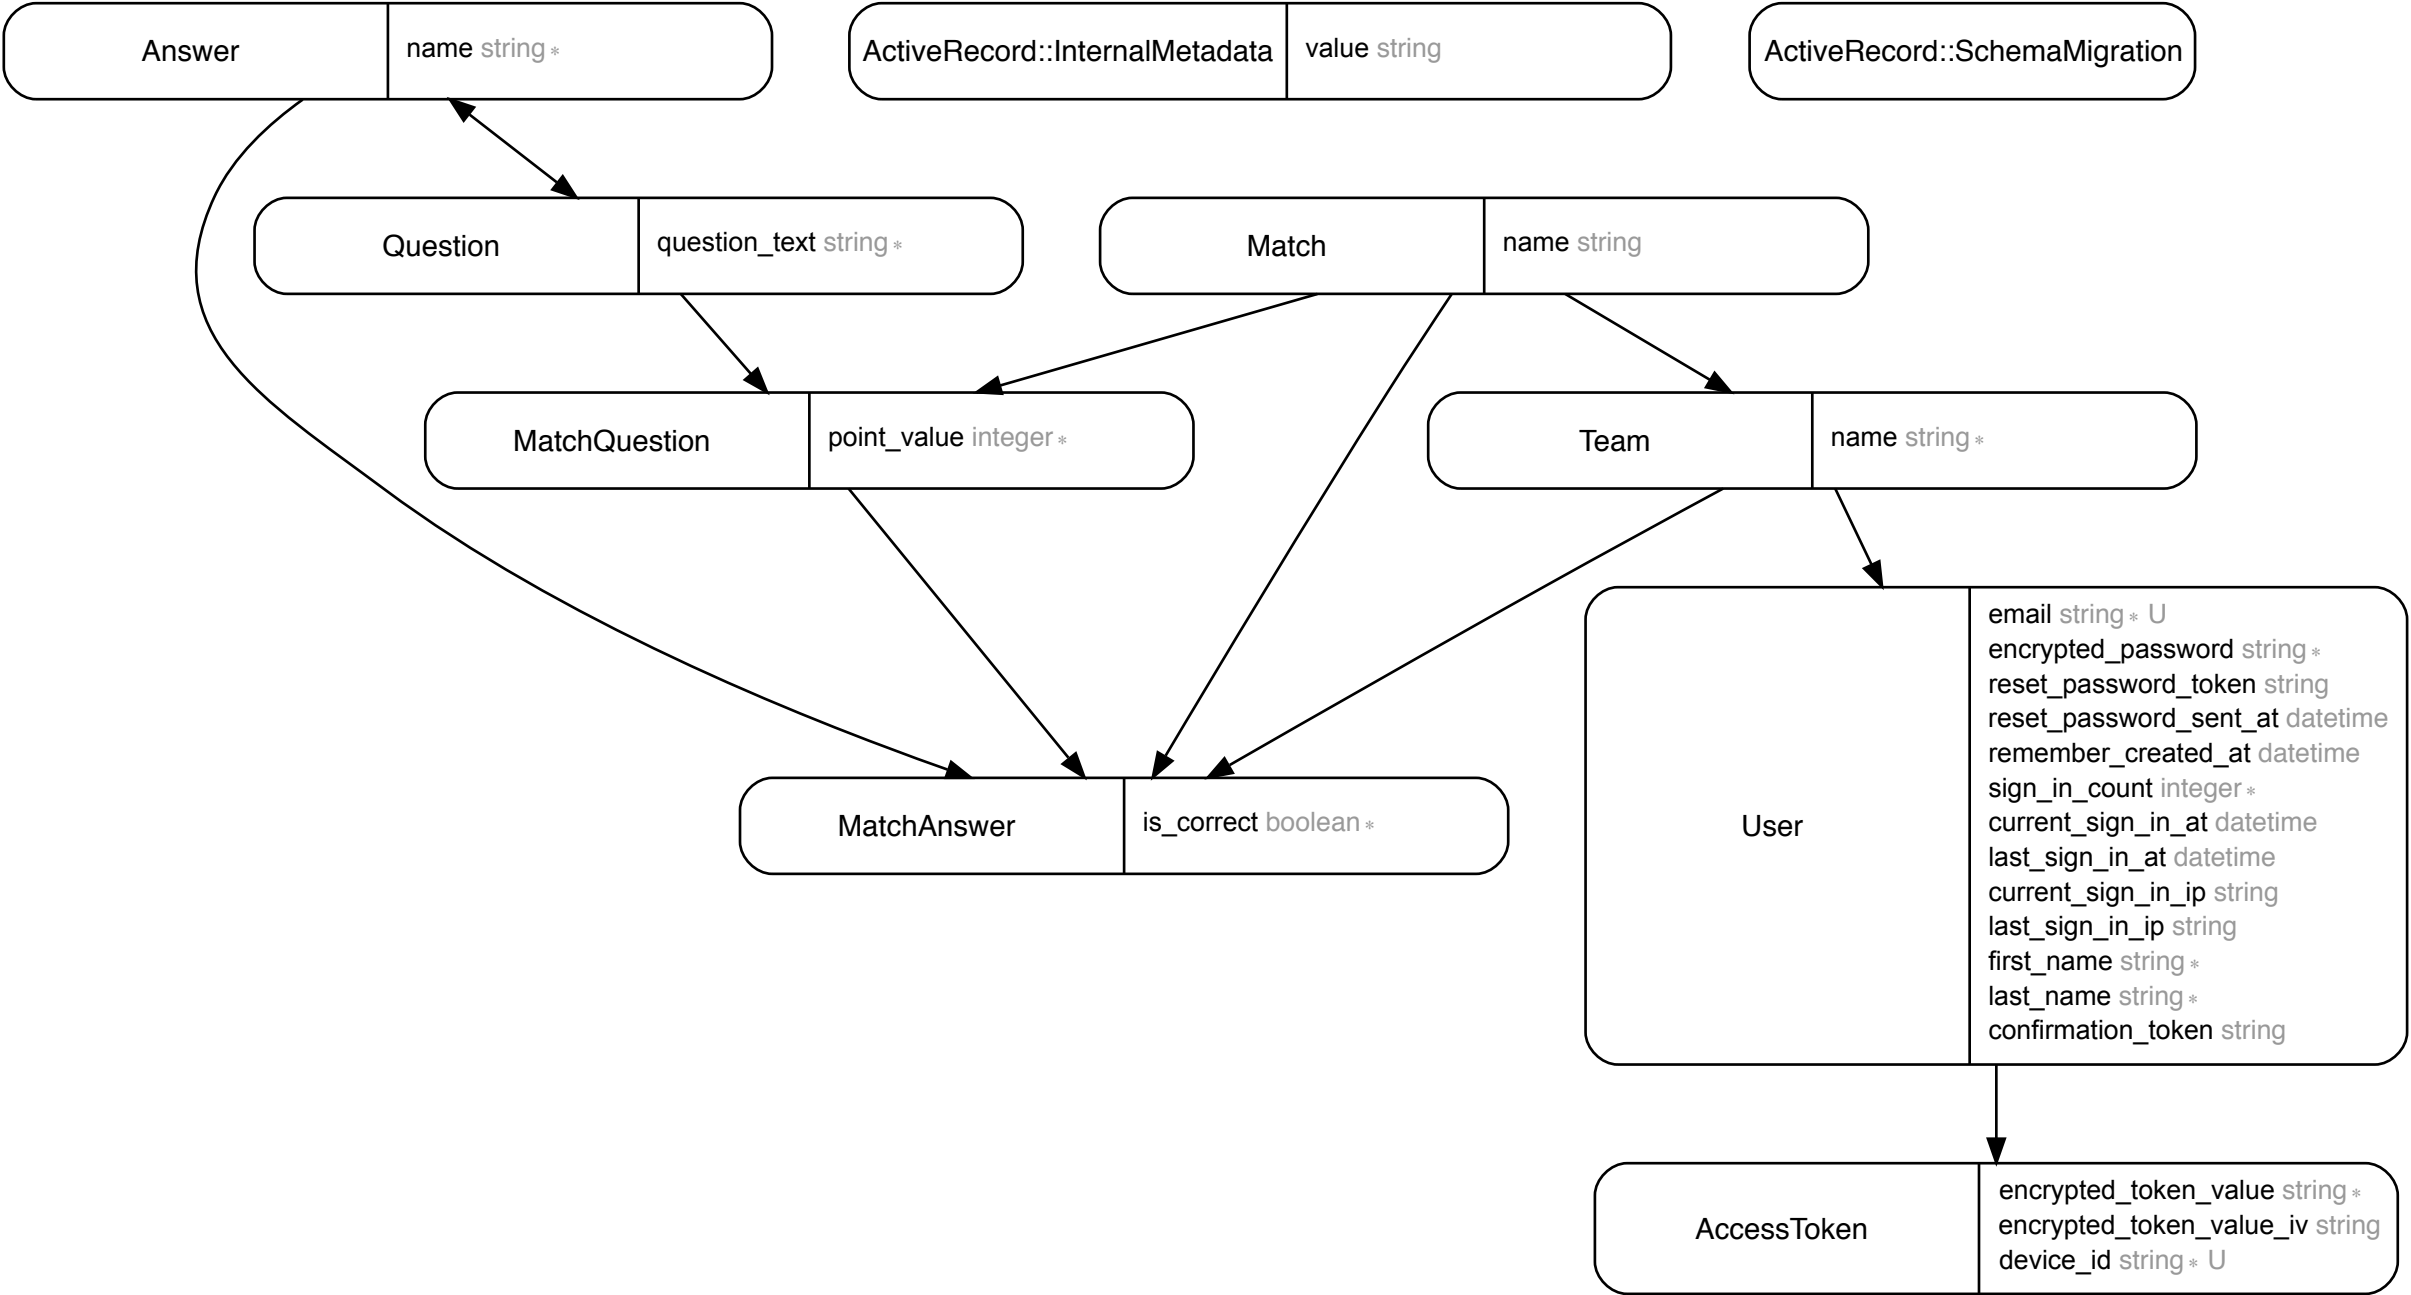 Answer
name string *
ActiveRecord::InternalMetadata
value string
ActiveRecord::SchemaMigration
Question
question_text string *
Match
name string
MatchQuestion
point_value integer *
Team
name string *
MatchAnswer
is_correct boolean *
User
email string * U
encrypted_password string *
reset_password_token string
reset_password_sent_at datetime
remember_created_at datetime
sign_in_count integer *
current_sign_in_at datetime
last_sign_in_at datetime
current_sign_in_ip string
last_sign_in_ip string
first_name string *
last_name string *
confirmation_token string
AccessToken
encrypted_token_value string *
encrypted_token_value_iv string
device_id string * U